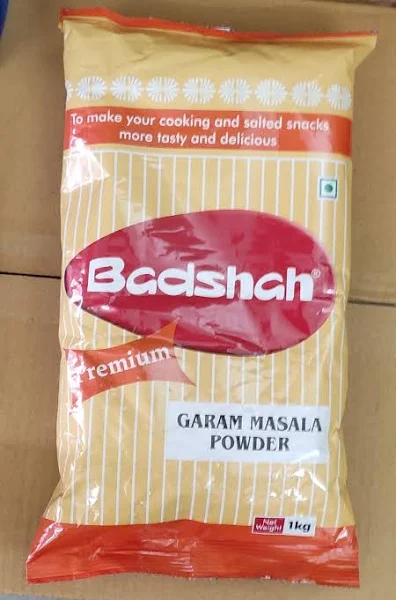 To make your cooking and salted snacks
more tasty and delicious
Badshah®
Premium
GARAM MASALA
POWDER
Net
Weight 1kg